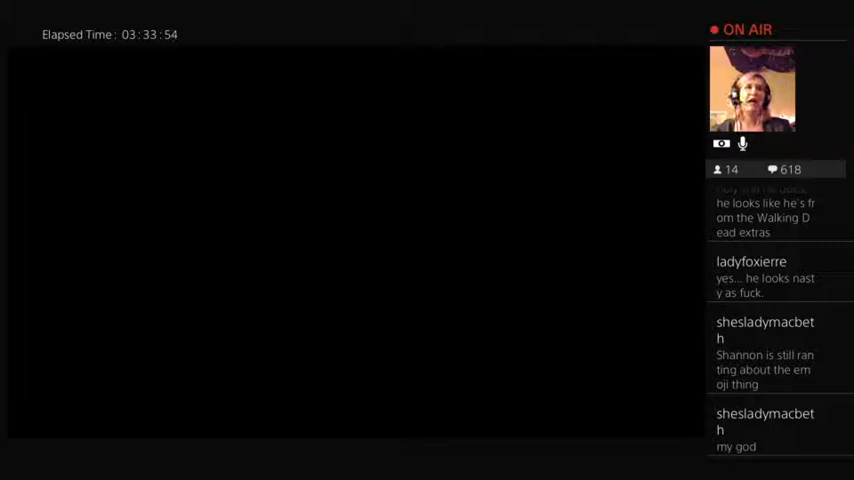 Elapsed Time: 03:33:54
ON AIR
14
618
he looks like he's fr
om the Walking D
ead extras
ladyfoxierre
yes... he looks nast
y as fuck.
shesladymacbet
h
Shannon is still ran
ting about the em
oji thing
shesladymacbet
h
my god